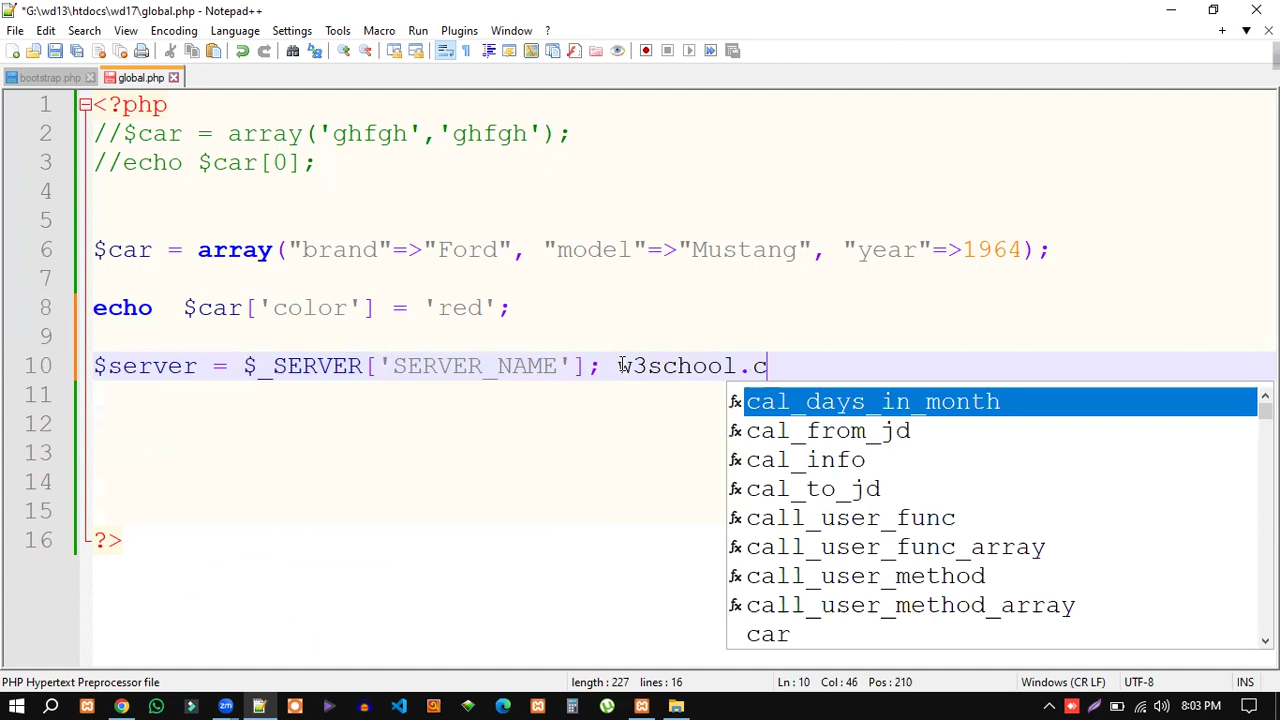 *G:\wd13\htdocs\wd17\global.php - Notepad++
File Edit Search View Encoding Language Settings Tools Macro Run Plugins Window ?
bootstrap.php global.php
1 <?php
2 //$car = array('ghfgh','ghfgh');
3 //echo $car[0];
4
5
6 $car = array("brand"=>"Ford", "model"=>"Mustang", "year"=>1964);
7
8 echo  $car['color'] = 'red';
9
10 $server = $_SERVER['SERVER_NAME']; w3school.c
11
12
13
14
15
16 ?>
cal_days_in_month
cal_from_jd
cal_info
cal_to_jd
call_user_func
call_user_func_array
call_user_method
call_user_method_array
car
PHP Hypertext Preprocessor file length : 227 lines : 16 Ln : 10 Col : 46 Pos : 210 Windows (CR LF) UTF-8 INS
8:03 PM